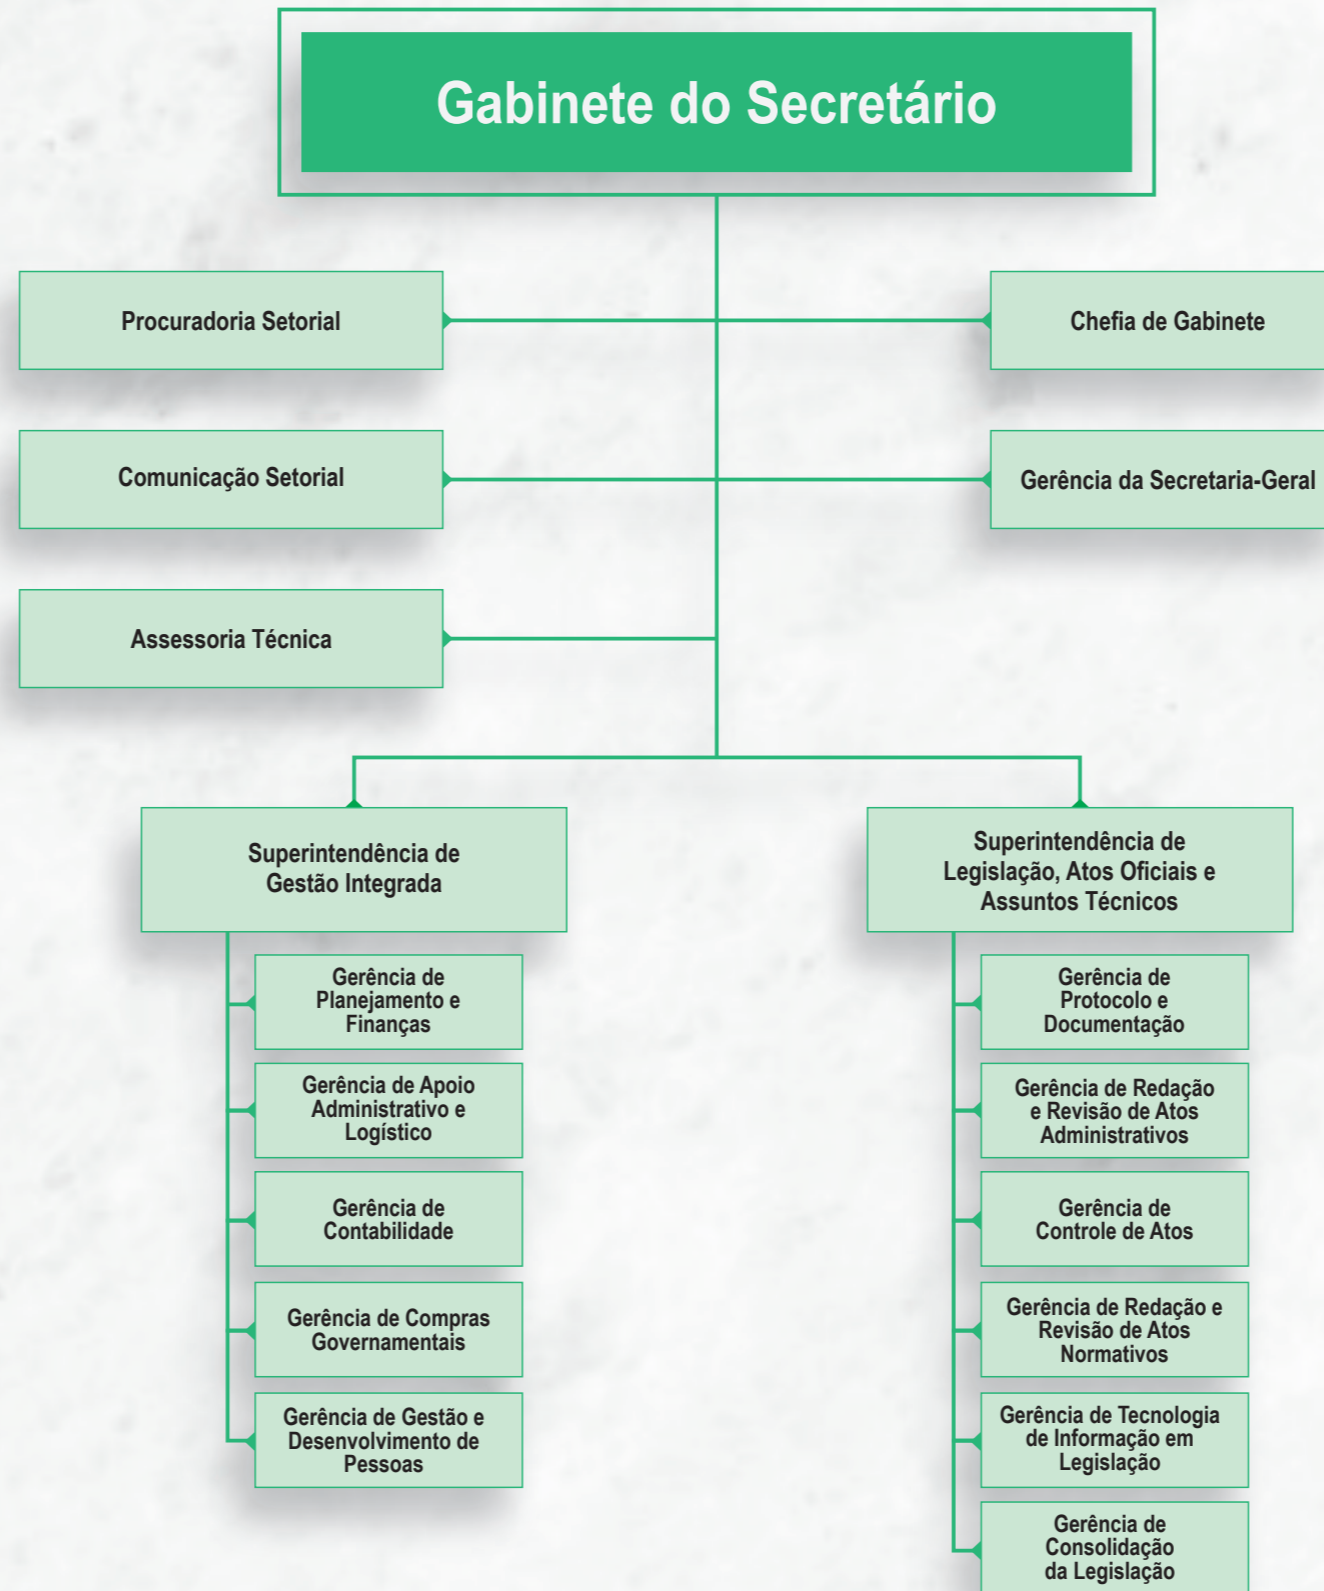 Gabinete do Secretário
Procuradoria Setorial
Chefia de Gabinete
Comunicação Setorial
Gerência da Secretaria-Geral
Assessoria Técnica
Superintendência de
Gestão Integrada
Gerência de
Planejamento e
Finanças
Gerência de Apoio
Administrativo e
Logístico
Gerência de
Contabilidade
Gerência de Compras
Governamentais
Gerência de Gestão e
Desenvolvimento de
Pessoas
Superintendência de
Legislação, Atos Oficiais e
Assuntos Técnicos
Gerência de
Protocolo e
Documentação
Gerência de Redação
e Revisão de Atos
Administrativos
Gerência de
Controle de Atos
Gerência de Redação e
Revisão de Atos
Normativos
Gerência de Tecnologia
de Informação em
Legislação
Gerência de
Consolidação
da Legislação